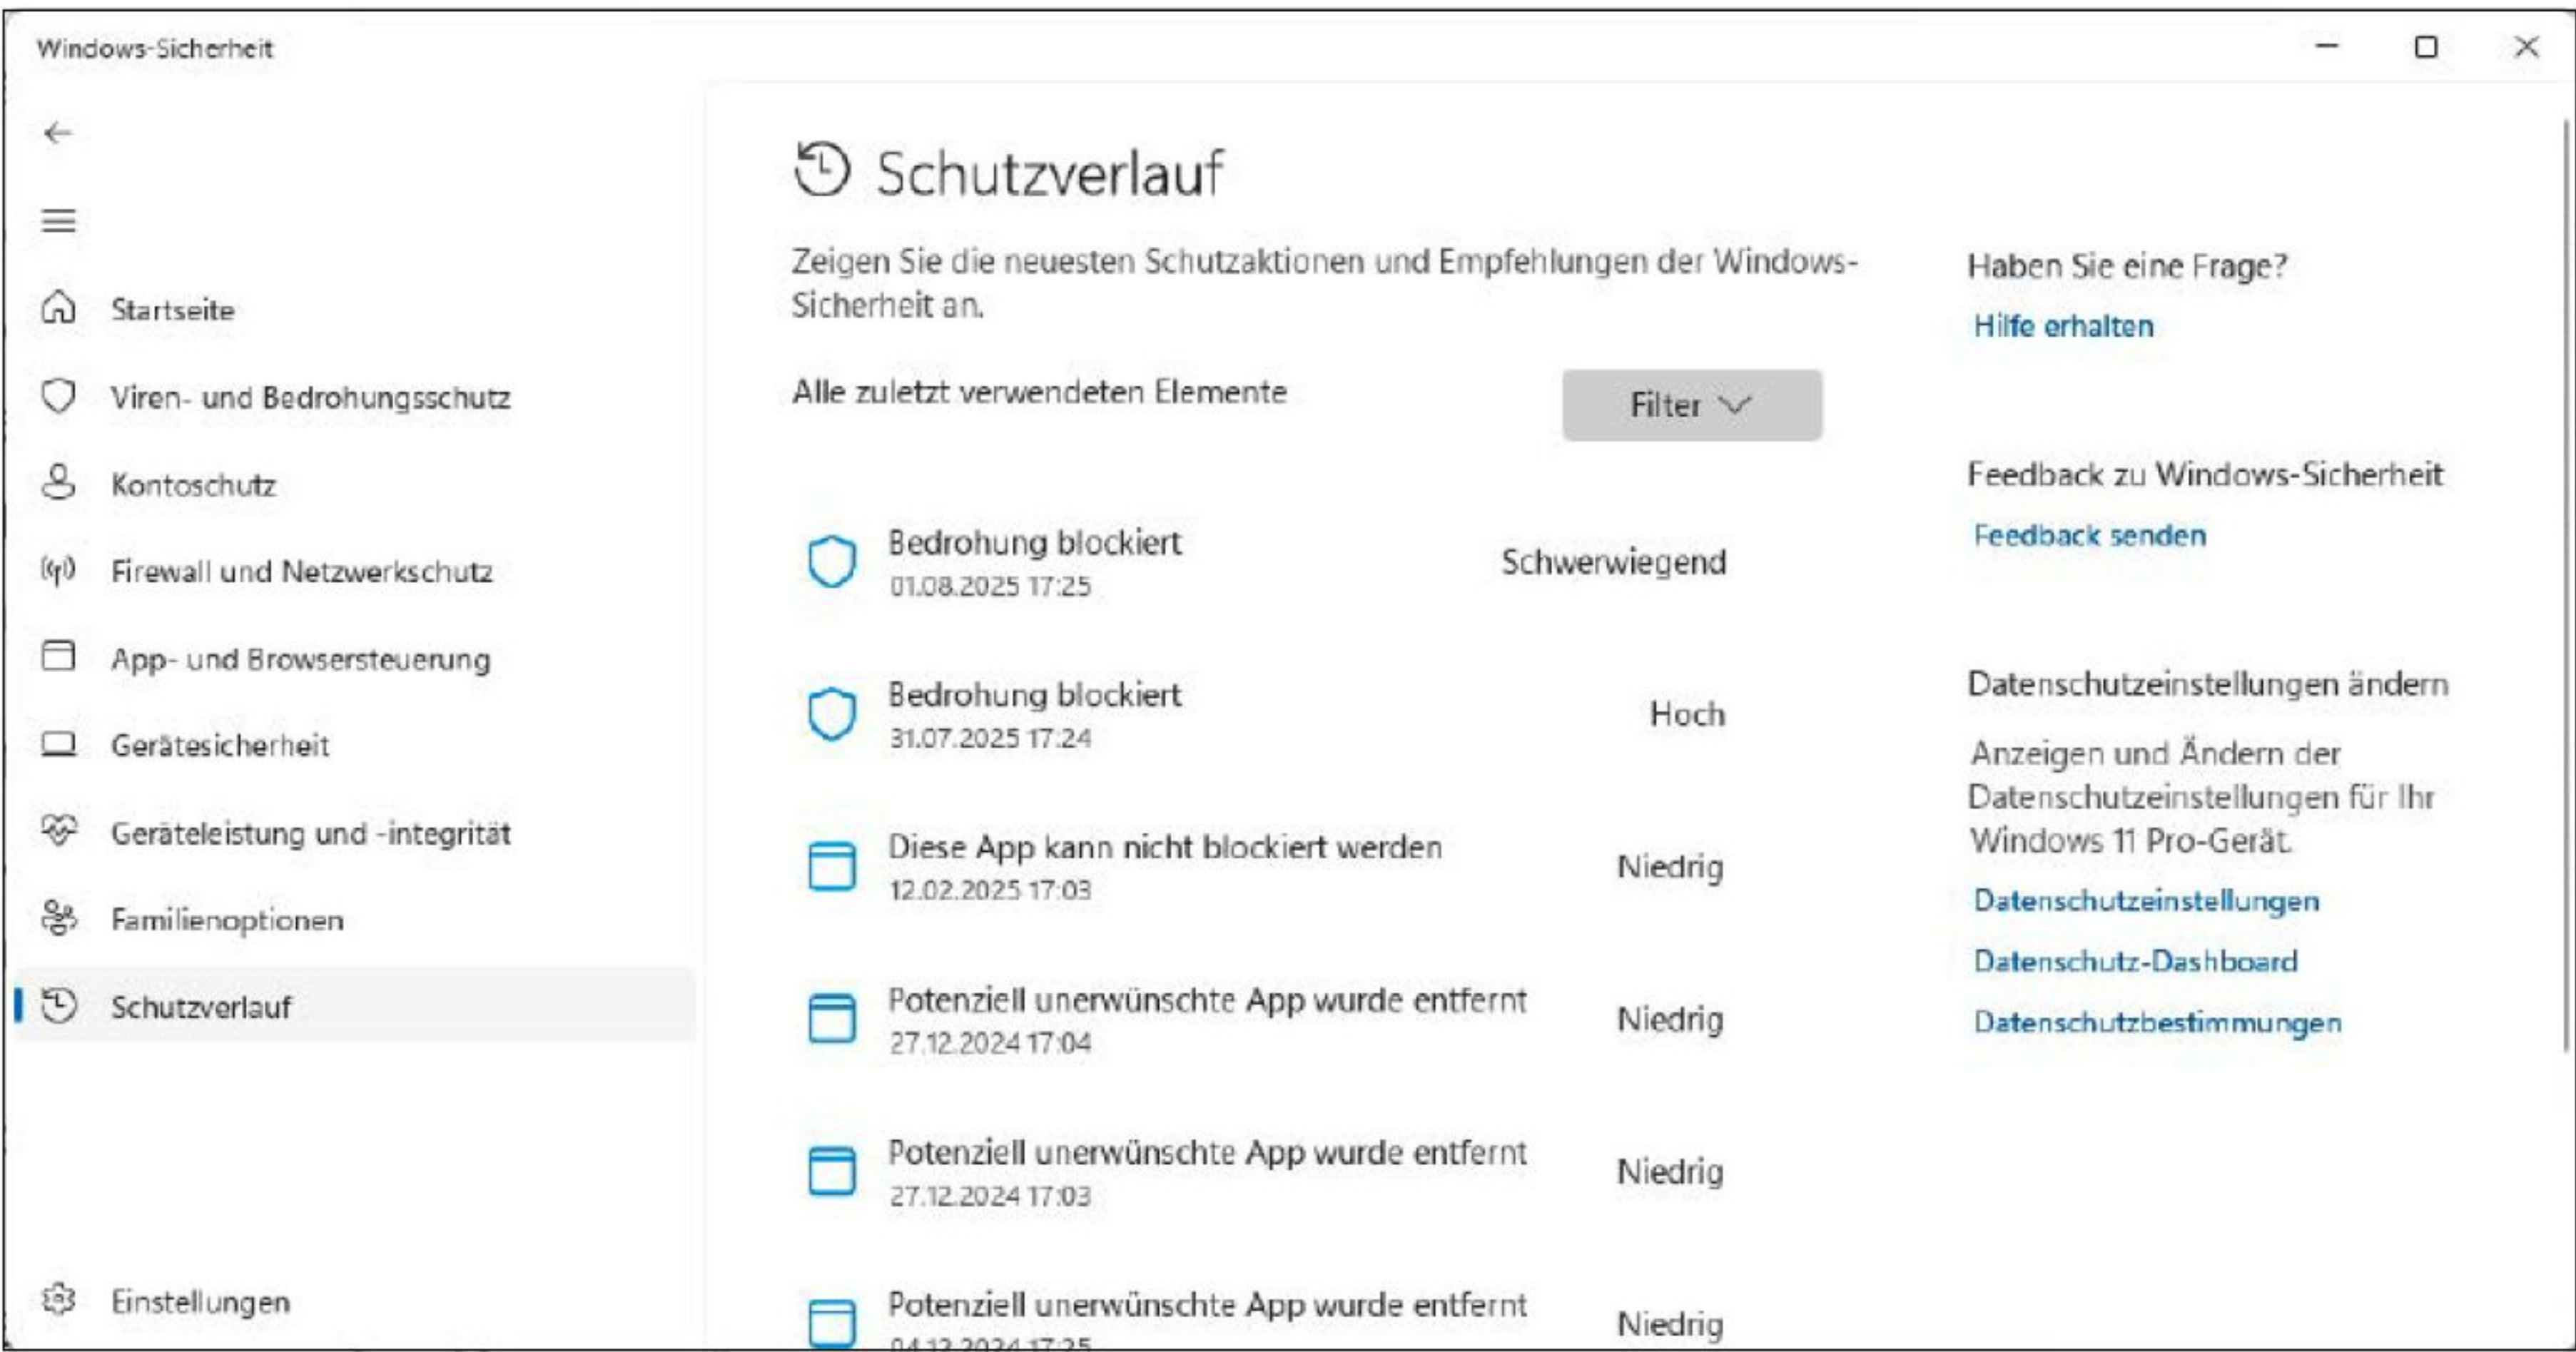 Windows-Sicherheit
Startseite
Viren- und Bedrohungsschutz
Kontoschutz
Firewall und Netzwerkschutz
App- und Browsersteuerung
Gerätesicherheit
Geräteleistung und -integrität
Familienoptionen
Schutzverlauf
Einstellungen
Schutzverlauf
Zeigen Sie die neuesten Schutzaktionen und Empfehlungen der Windows-
Sicherheit an.
Alle zuletzt verwendeten Elemente
Filter
Bedrohung blockiert
01.08.2025 17:25
Schwerwiegend
Bedrohung blockiert
31.07.2025 17:24
Hoch
Diese App kann nicht blockiert werden
12.02.2025 17:03
Niedrig
Potenziell unerwünschte App wurde entfernt
27.12.2024 17:04
Niedrig
Potenziell unerwünschte App wurde entfernt
27.12.2024 17:03
Niedrig
Potenziell unerwünschte App wurde entfernt
04.12.2024 17:25
Niedrig
Haben Sie eine Frage?
Hilfe erhalten
Feedback zu Windows-Sicherheit
Feedback senden
Datenschutzeinstellungen ändern
Anzeigen und Ändern der
Datenschutzeinstellungen für Ihr
Windows 11 Pro-Gerät.
Datenschutzeinstellungen
Datenschutz-Dashboard
Datenschutzbestimmungen